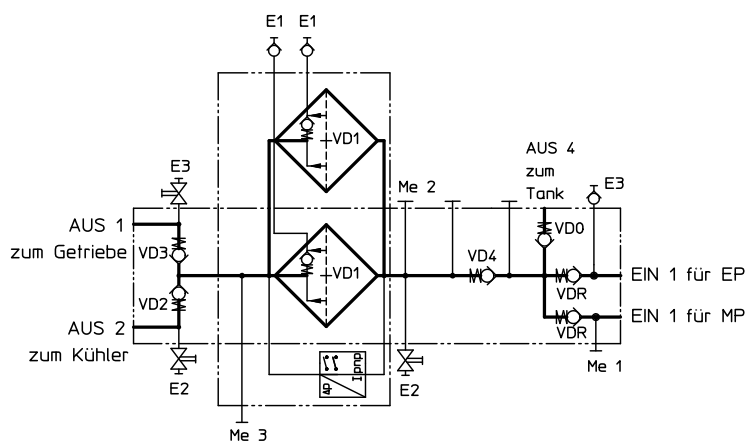 E1 E1
VD1
AUS 4
zum
Tank
E3
Me 2
E3
AUS 1
zum Getriebe
VD3
VD1
VD4
VD0
EIN 1 für EP
VDR
VD2
AUS 2
zum Kühler
E2
EIN 1 für MP
VDR
Me 1
Δp
Ipnp
E2
Me 3